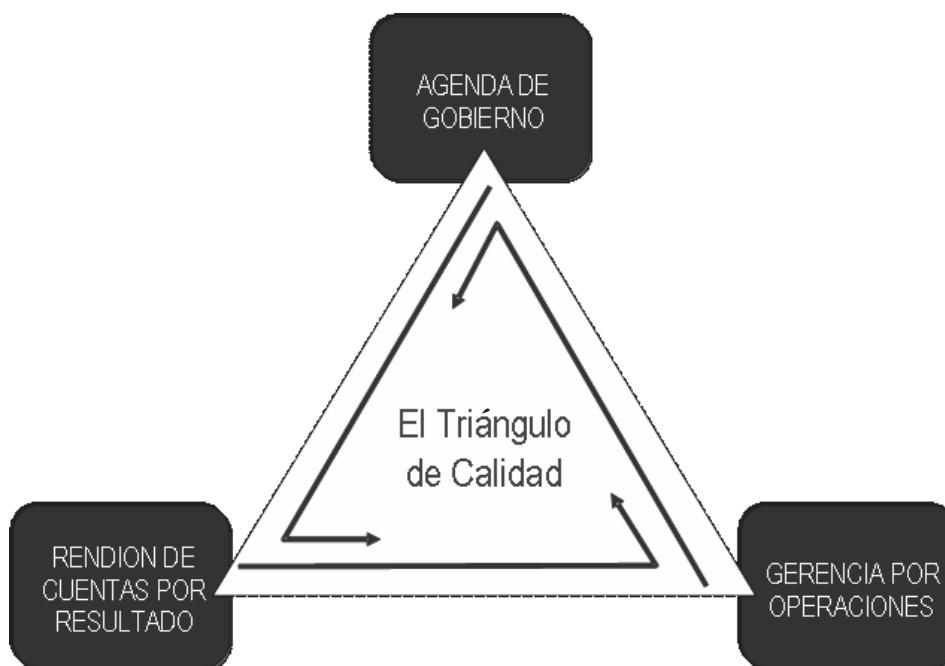 AGENDA DE
GOBIERNO
El Triángulo
de Calidad
RENDION DE
CUENTAS POR
RESULTADO
GERENCIA POR
OPERACIONES